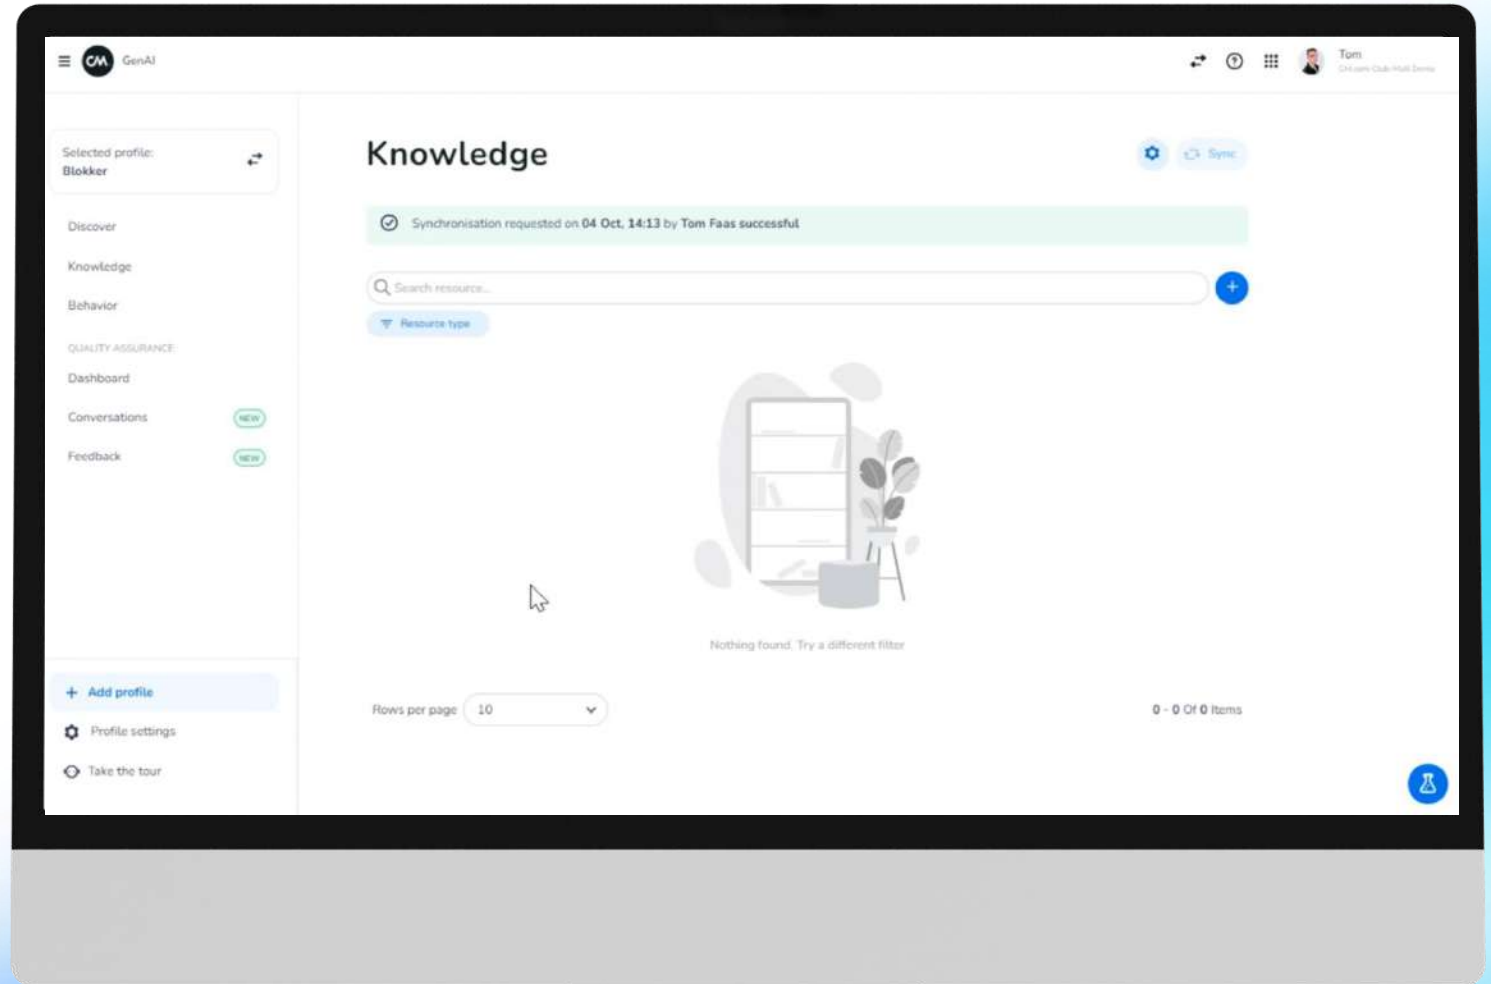 CM GenAI
Tom
Selected profile:
Blokker
Discover
Knowledge
Behavior
QUALITY ASSURANCE
Dashboard
Conversations NEW
Feedback NEW
+ Add profile
Profile settings
Take the tour
Knowledge
Sync
Synchronisation requested on 04 Oct, 14:13 by Tom Faas successful
Search resource...
Resource type
Nothing found. Try a different filter
Rows per page 10
0 - 0 Of 0 Items